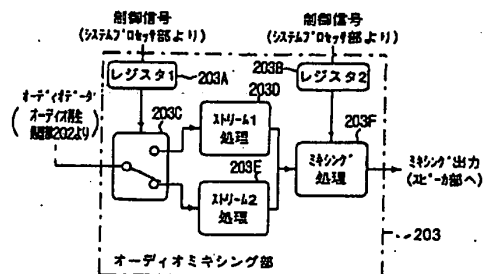 制御信号
(システムプロセッサ部より)
制御信号
(システムプロセッサ部より)
レジスタ1
203A
203B
レジスタ2
オーディオデータ
(オーディオ再生
処理部202より)
203C
203D
ストリーム1
処理
203F
ミキシング
処理
ミキシング出力
(スピーカ部へ)
203E
ストリーム2
処理
203
オーディオミキシング部